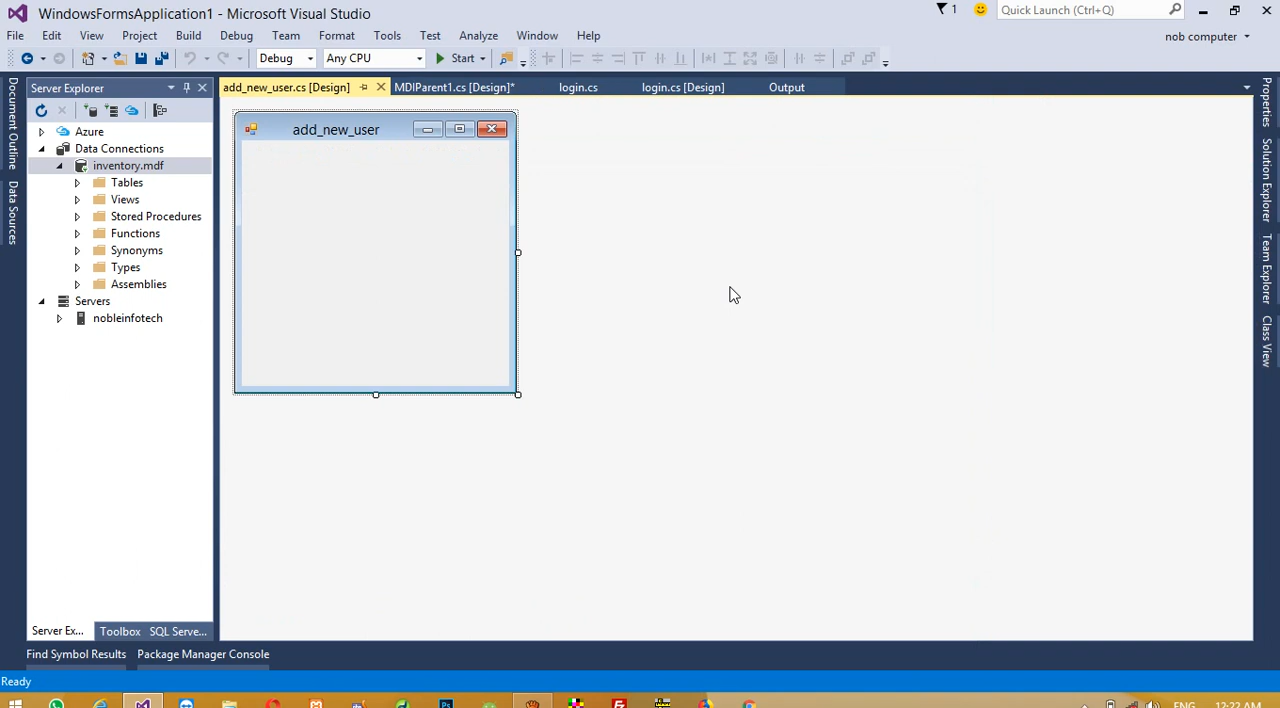 WindowsFormsApplication1 - Microsoft Visual Studio
1
Quick Launch (Ctrl+Q)
File Edit View Project Build Debug Team Format Tools Test Analyze Window Help
nob computer
Debug Any CPU Start
Document Outline
Data Sources
Server Explorer
Azure
Data Connections
inventory.mdf
Tables
Views
Stored Procedures
Functions
Synonyms
Types
Assemblies
Servers
nobleinfotech
Server Ex... Toolbox SQL Serve...
add_new_user.cs [Design] MDIParent1.cs [Design]* login.cs login.cs [Design] Output
add_new_user
Properties
Solution Explorer
Team Explorer
Class View
Find Symbol Results Package Manager Console
Ready
ENG 12:22 AM